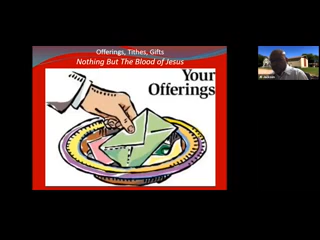 Offerings, Tithes, Gifts
Nothing But The Blood of Jesus
Your
Offerings